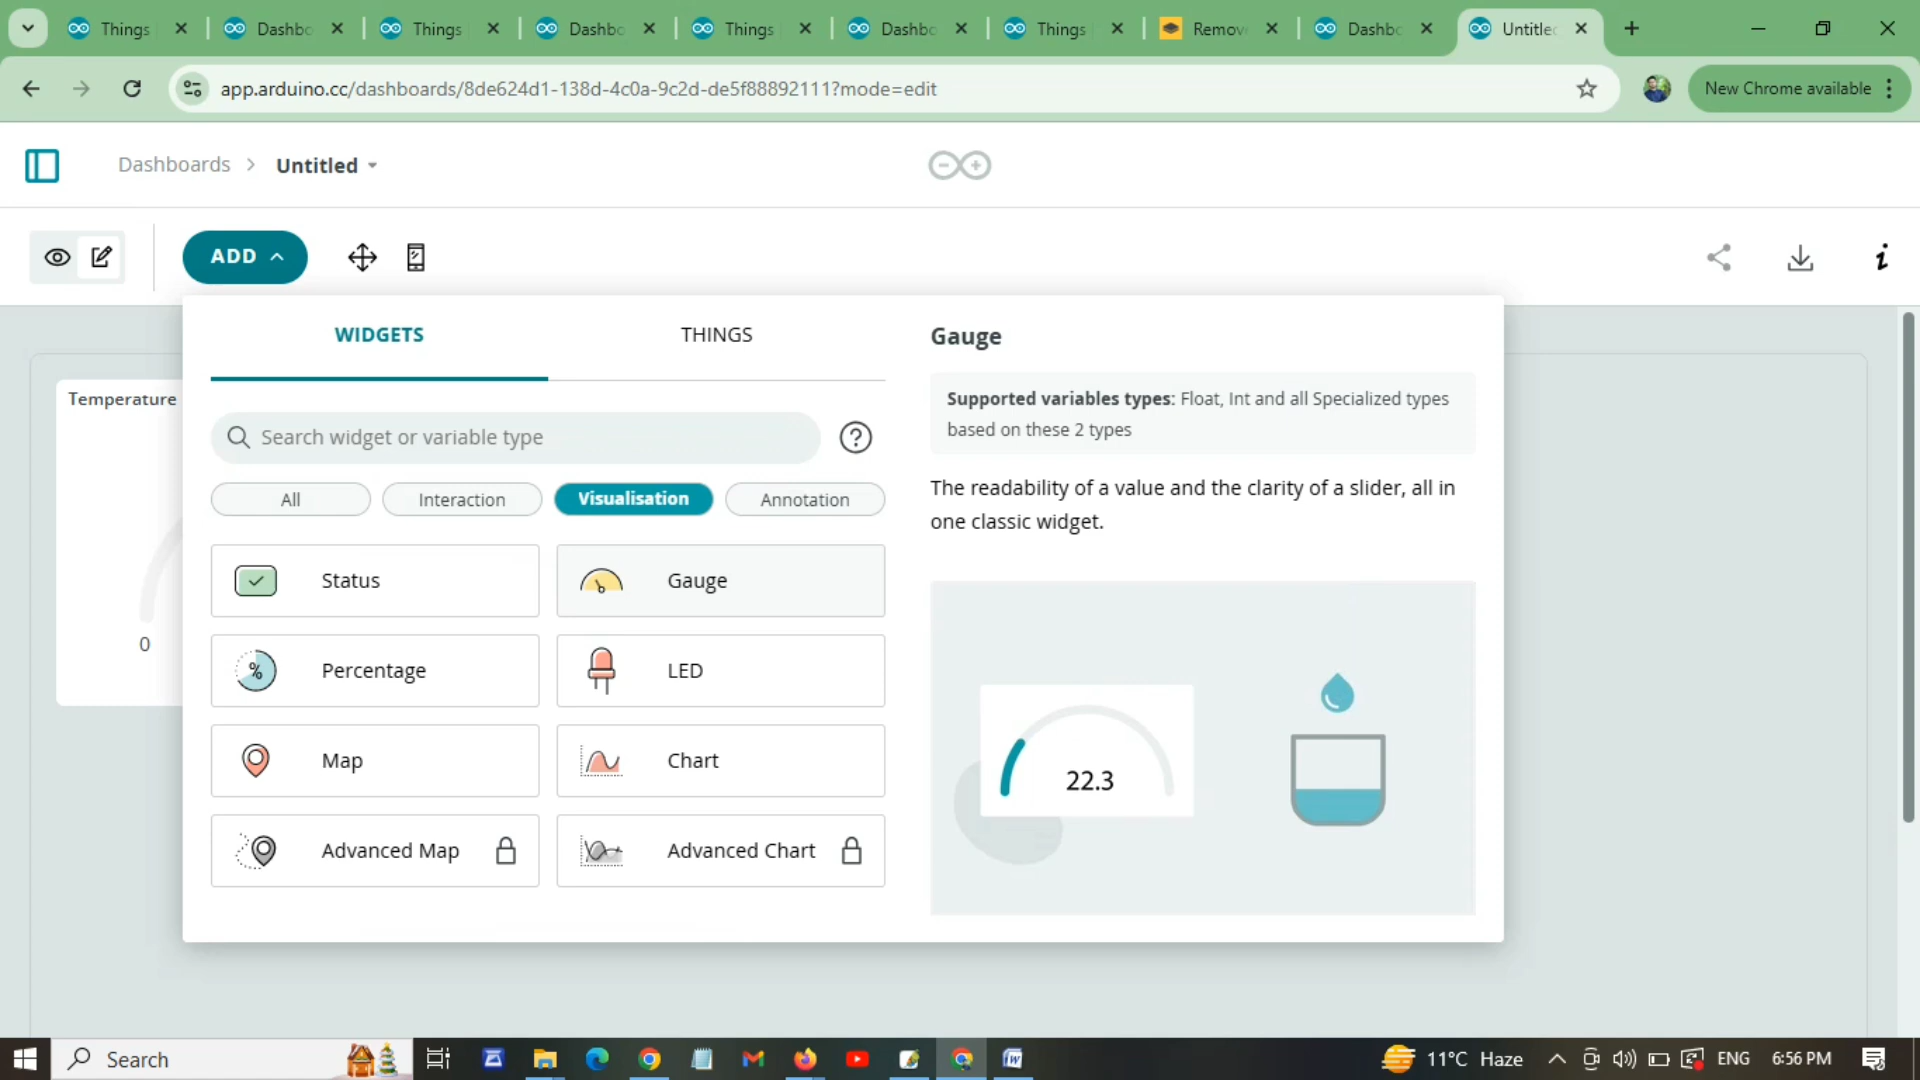 Things
Dashbo
Things
Dashbo
Things
Dashbo
Things
Remov
Dashbo
Untitled
app.arduino.cc/dashboards/8de624d1-138d-4c0a-9c2d-de5f88892111?mode=edit
New Chrome available
Dashboards > Untitled
ADD
WIDGETS
THINGS
Gauge
Supported variables types: Float, Int and all Specialized types
based on these 2 types
Temperature
Search widget or variable type
The readability of a value and the clarity of a slider, all in
one classic widget.
All
Interaction
Visualisation
Annotation
Status
Gauge
0
Percentage
LED
Map
Chart
22.3
Advanced Map
Advanced Chart
Search
11°C Haze
ENG
6:56 PM